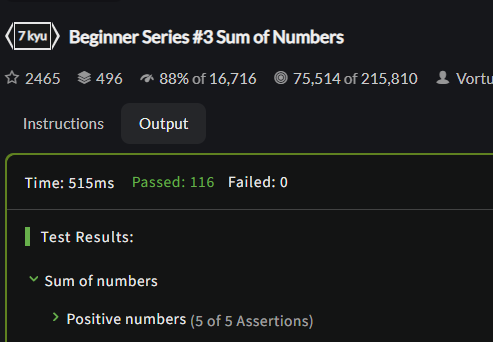 7 kyu Beginner Series #3 Sum of Numbers
2465 496 88% of 16,716 75,514 of 215,810 Vortu
Instructions Output
Time: 515ms Passed: 116 Failed: 0
Test Results:
Sum of numbers
Positive numbers (5 of 5 Assertions)